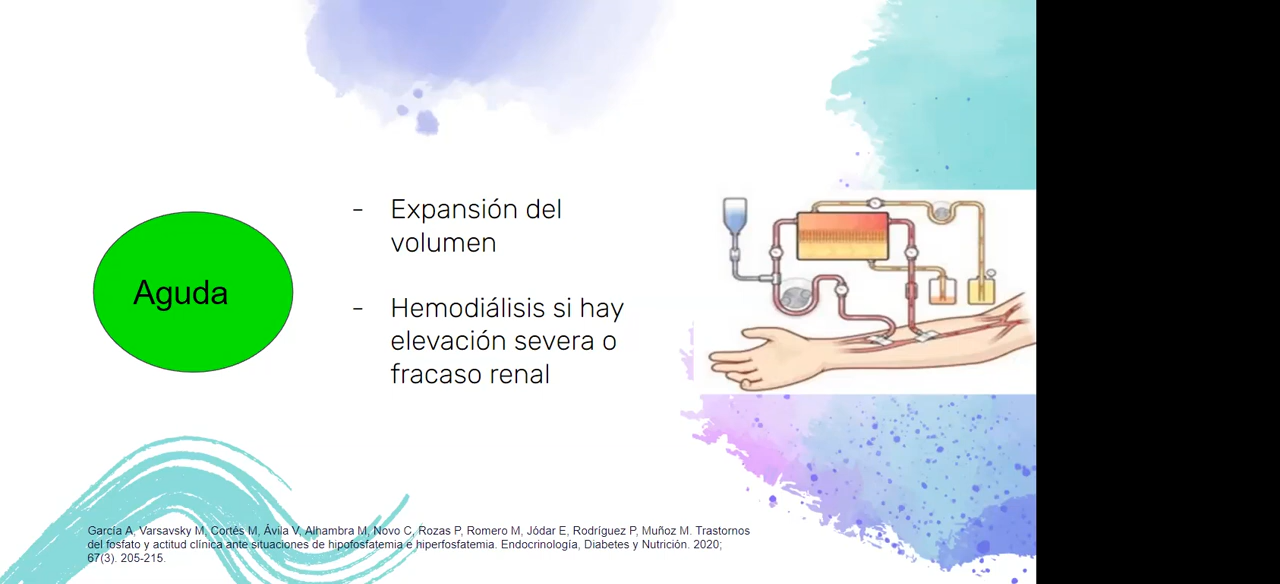 Aguda
- Expansión del
volumen
- Hemodiálisis si hay
elevación severa o
fracaso renal
García A, Varsavsky M, Cortés M, Ávila V, Alhambra M, Novo C, Rozas P, Romero M, Jódar E, Rodríguez P, Muñoz M. Trastornos
del fosfato y actitud clínica ante situaciones de hipofosfatemia e hiperfosfatemia. Endocrinología, Diabetes y Nutrición. 2020;
67(3). 205-215.